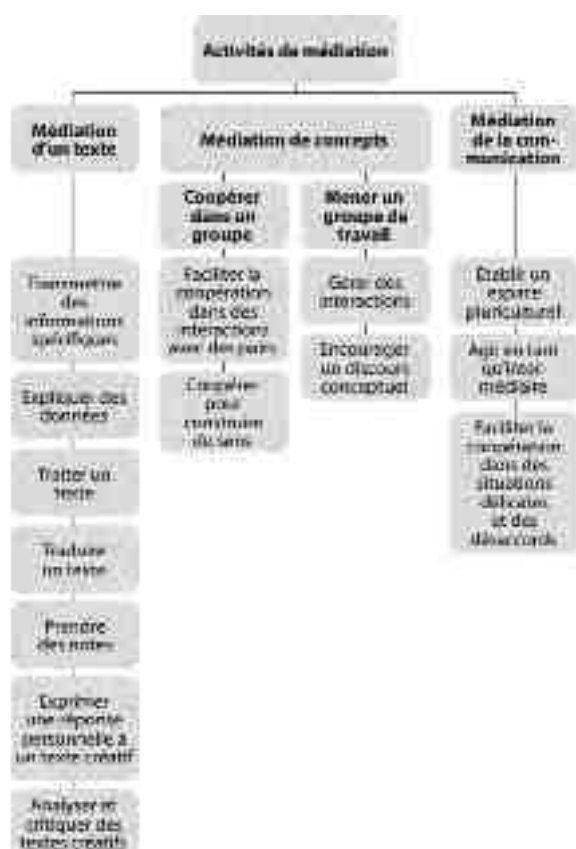 Activités de médiation
Médiation
d'un texte
Médiation de concepts
Médiation
de la com-
munication
Coopérer
dans un
groupe
Mener un
groupe de
travail
Transmettre
des
informations
spécifiques
Expliquer des
données
Traiter un
texte
Traduire
un texte
Prendre
des notes
Exprimer
une réponse
personnelle à
un texte créatif
Analyser et
critiquer des
textes créatifs
Faciliter la
coopération
dans des
interactions
avec des pairs
Coopérer
pour
construire
du sens
Gérer des
interactions
Encourager
un discours
conceptuel
Établir un
espace
pluriculturel
Agir en tant
qu'inter-
médiaire
Faciliter la
coopération
dans des
situations
délicates
et des
désaccords